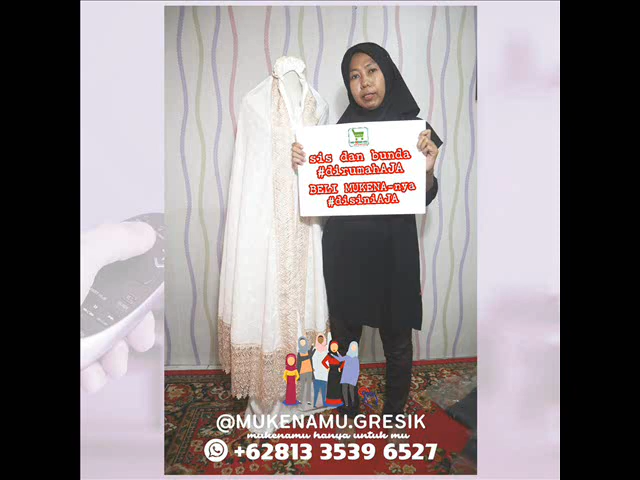 sis dan bunda
#dirumahAJA
BELI MUKENA-nya
#disiniAJA
@MUKENAMU.GRESIK
mukenamu hanya untuk mu
+62813 3539 6527